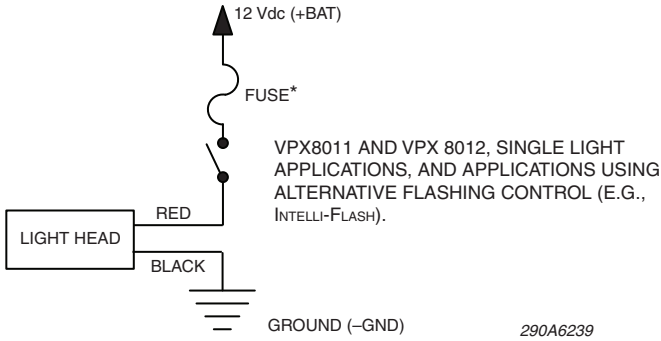 12 Vdc (+BAT)
FUSE*
VPX8011 AND VPX 8012, SINGLE LIGHT
APPLICATIONS, AND APPLICATIONS USING
ALTERNATIVE FLASHING CONTROL (E.G.,
INTELLI-FLASH).
RED
LIGHT HEAD
BLACK
GROUND (–GND)
290A6239